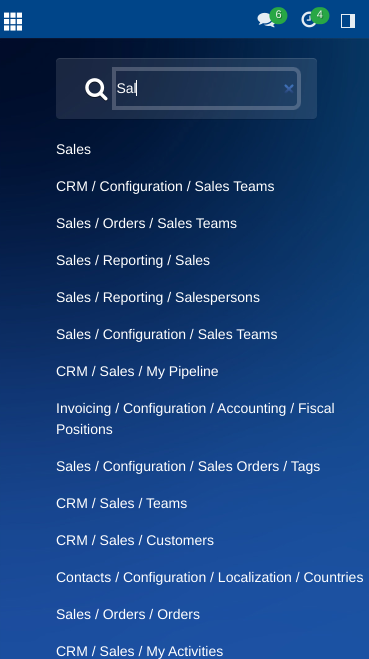 6
4
Sal
Sales
CRM / Configuration / Sales Teams
Sales / Orders / Sales Teams
Sales / Reporting / Sales
Sales / Reporting / Salespersons
Sales / Configuration / Sales Teams
CRM / Sales / My Pipeline
Invoicing / Configuration / Accounting / Fiscal
Positions
Sales / Configuration / Sales Orders / Tags
CRM / Sales / Teams
CRM / Sales / Customers
Contacts / Configuration / Localization / Countries
Sales / Orders / Orders
CRM / Sales / My Activities